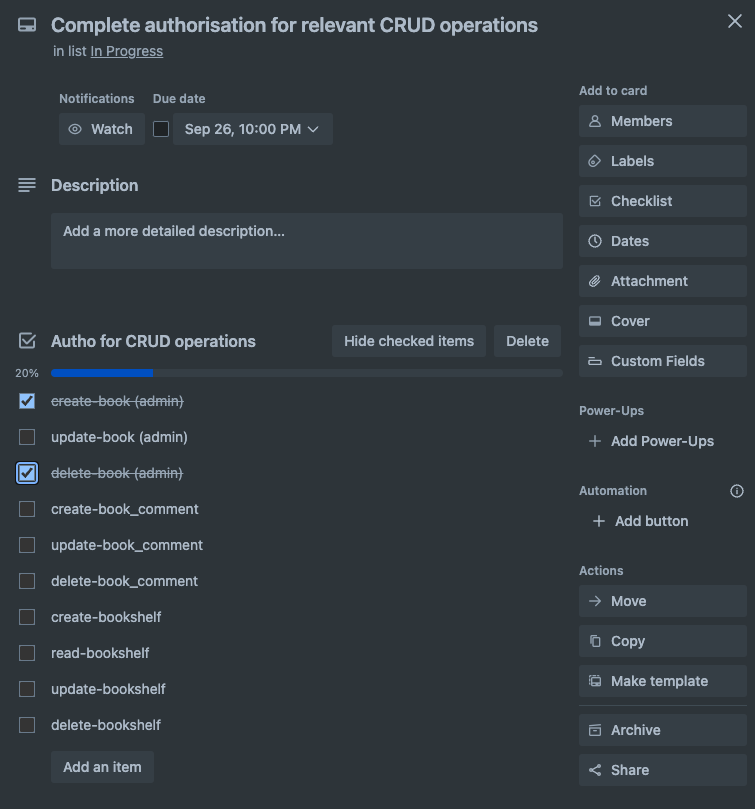 Complete authorisation for relevant CRUD operations
in list In Progress
Notifications
Due date
Watch
Sep 26, 10:00 PM
Description
Add a more detailed description...
Autho for CRUD operations
Hide checked items
Delete
20%
create-book (admin)
update-book (admin)
delete-book (admin)
create-book_comment
update-book_comment
delete-book_comment
create-bookshelf
read-bookshelf
update-bookshelf
delete-bookshelf
Add an item
Add to card
Members
Labels
Checklist
Dates
Attachment
Cover
Custom Fields
Power-Ups
Add Power-Ups
Automation
Add button
Actions
Move
Copy
Make template
Archive
Share